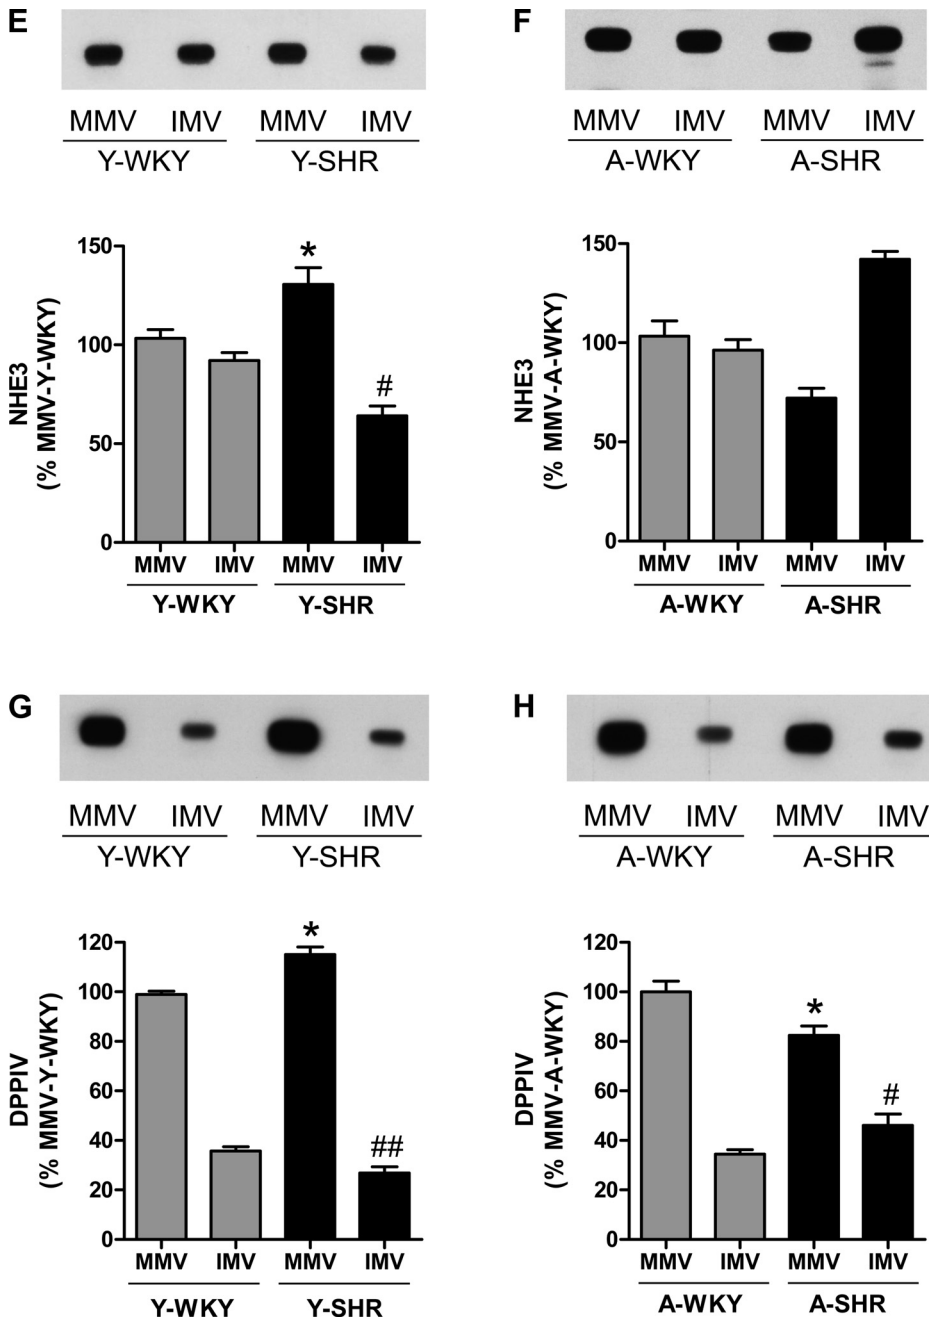 E
MMV IMV MMV IMV
Y-WKY Y-SHR
NHE3
(% MMV-Y-WKY)
150
100
50
0
*
#
MMV IMV MMV IMV
Y-WKY Y-SHR
F
MMV IMV MMV IMV
A-WKY A-SHR
NHE3
(% MMV-A-WKY)
150
100
50
0
MMV IMV MMV IMV
A-WKY A-SHR
G
MMV IMV MMV IMV
Y-WKY Y-SHR
DPPIV
(% MMV-Y-WKY)
120
100
80
60
40
20
0
*
##
MMV IMV MMV IMV
Y-WKY Y-SHR
H
MMV IMV MMV IMV
A-WKY A-SHR
DPPIV
(% MMV-A-WKY)
120
100
80
60
40
20
0
*
#
MMV IMV MMV IMV
A-WKY A-SHR